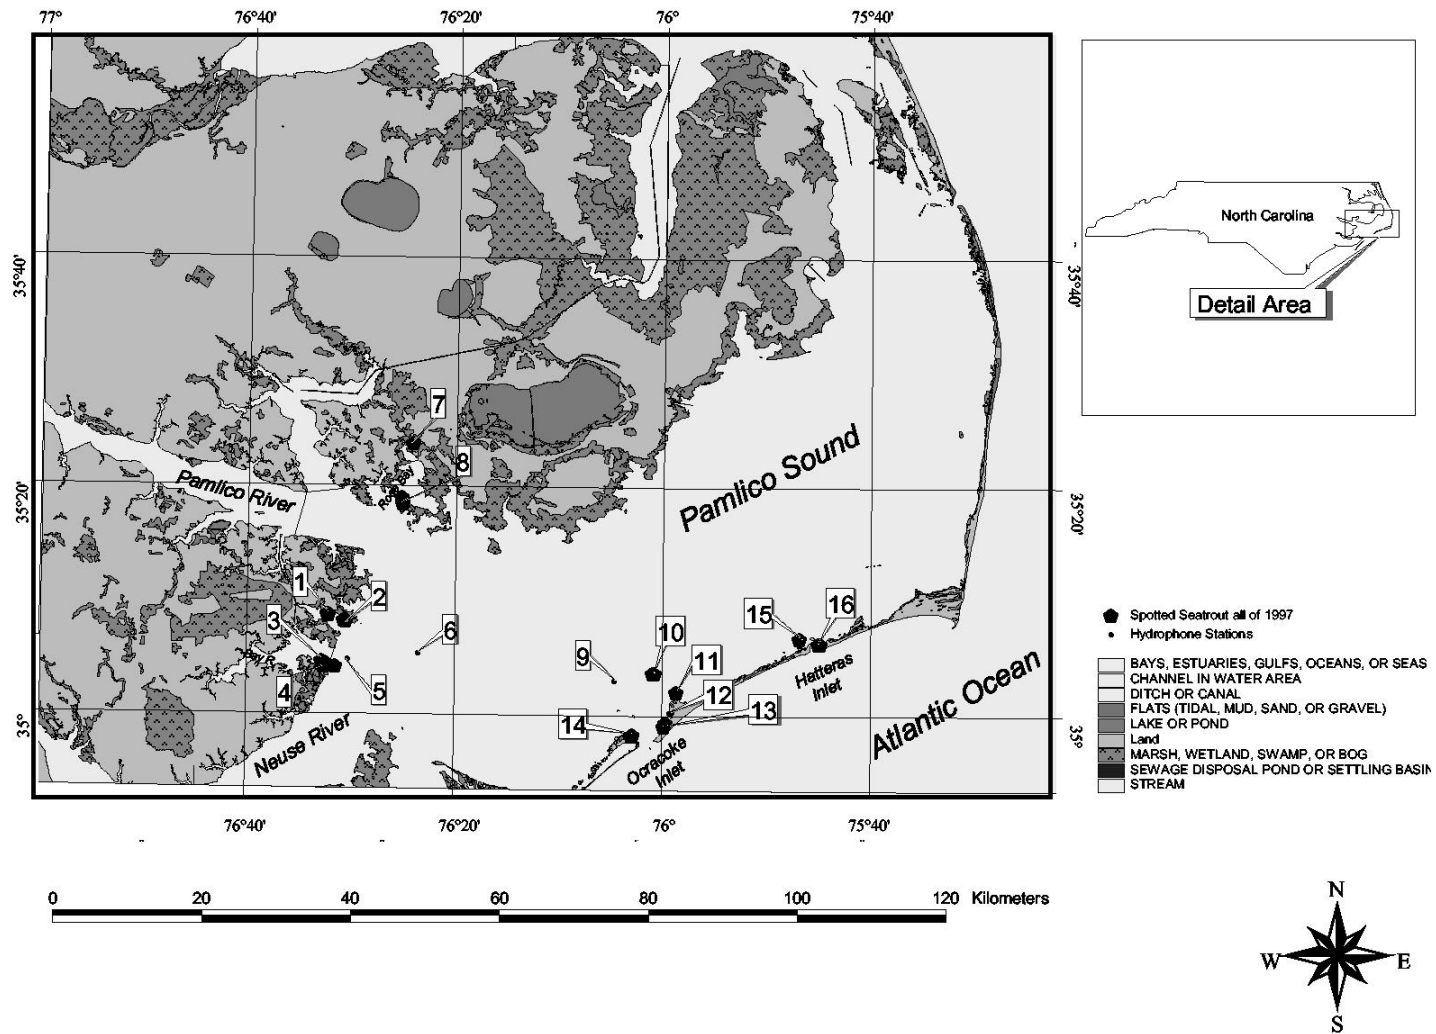 77° 76°40' 76°20' 76° 75°40'
North Carolina
35°40'
35°40'
Detail Area
7
8
Pamlico Sound
Rose Bay
Pamlico River
35°20'
35°20'
1
2
3
6
15
16
10
Spotted Seatrout all of 1997
Hydrophone Stations
Bay R.
9
11
Hatteras
Inlet
4
5
12
13
14
Atlantic Ocean
35°
35°
Neuse River
Ocracoke
Inlet
BAYS, ESTUARIES, GULFS, OCEANS, OR SEAS
CHANNEL IN WATER AREA
DITCH OR CANAL
FLATS (TIDAL, MUD, SAND, OR GRAVEL)
LAKE OR POND
Land
MARSH, WETLAND, SWAMP, OR BOG
SEWAGE DISPOSAL POND OR SETTLING BASIN
STREAM
76°40' 76°20' 76° 75°40'
0 20 40 60 80 100 120 Kilometers
N
W E
S